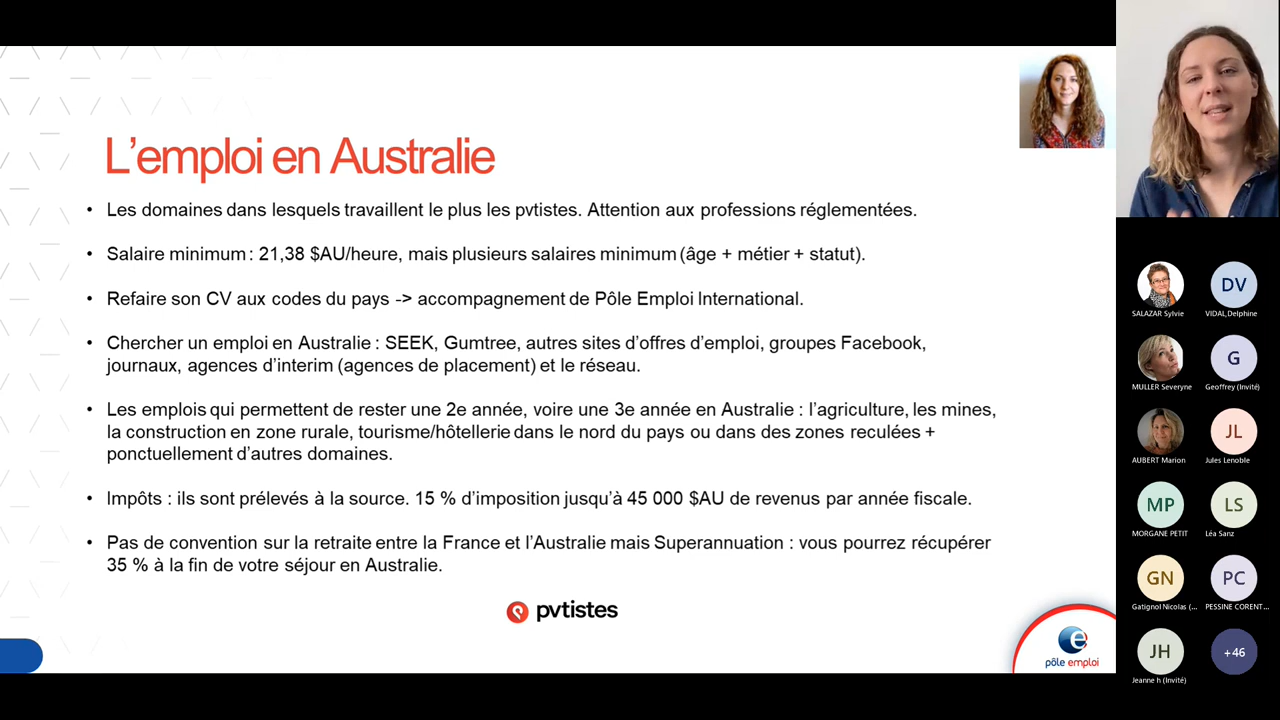 L'emploi en Australie
• Les domaines dans lesquels travaillent le plus les pvtistes. Attention aux professions réglementées.
• Salaire minimum : 21,38 $AU/heure, mais plusieurs salaires minimum (âge + métier + statut).
• Refaire son CV aux codes du pays -> accompagnement de Pôle Emploi International.
• Chercher un emploi en Australie : SEEK, Gumtree, autres sites d'offres d'emploi, groupes Facebook,
journaux, agences d'interim (agences de placement) et le réseau.
• Les emplois qui permettent de rester une 2e année, voire une 3e année en Australie : l'agriculture, les mines,
la construction en zone rurale, tourisme/hôtellerie dans le nord du pays ou dans des zones reculées +
ponctuellement d'autres domaines.
• Impôts : ils sont prélevés à la source. 15 % d'imposition jusqu'à 45 000 $AU de revenus par année fiscale.
• Pas de convention sur la retraite entre la France et l'Australie mais Superannuation : vous pourrez récupérer
35 % à la fin de votre séjour en Australie.
pvtistes
pôle emploi
SALAZAR Sylvie
DV
VIDAL,Delphine
MULLER Severyne
G
Geoffrey (Invité)
AUBERT Marion
JL
Jules Lenoble
MP
MORGANE PETIT
LS
Léa Sanz
GN
Gatignol Nicolas (...
PC
PESSINE CORENT...
JH
Jeanne h (Invité)
+46